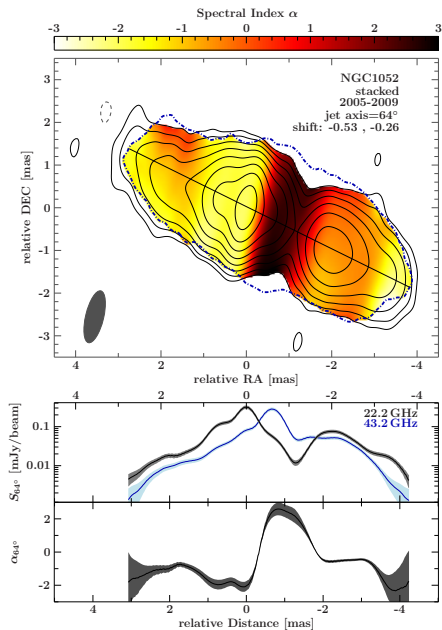 Spectral Index α
-3 -2 -1 0 1 2 3
NGC1052
stacked
2005-2009
jet axis=64°
shift: -0.53 , -0.26
relative DEC [mas]
3
2
1
0
-1
-2
-3
4 2 0 -2 -4
relative RA [mas]
4 2 0 -2 -4
22.2 GHz
43.2 GHz
S64° [mJy/beam]
0.1
0.01
α64°
2
0
-2
4 2 0 -2 -4
relative Distance [mas]